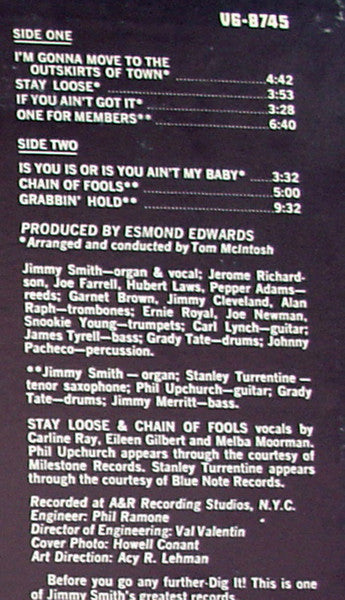 V6-8745
SIDE ONE
I'M GONNA MOVE TO THE
OUTSKIRTS OF TOWN* ........ 4:42
STAY LOOSE* ........ 3:53
IF YOU AIN'T GOT IT* ........ 3:28
ONE FOR MEMBERS** ........ 6:40
SIDE TWO
IS YOU IS OR IS YOU AIN'T MY BABY* ........ 3:32
CHAIN OF FOOLS** ........ 5:00
GRABBIN' HOLD** ........ 9:32
PRODUCED BY ESMOND EDWARDS
*Arranged and conducted by Tom McIntosh
Jimmy Smith—organ & vocal; Jerome Richard-
son, Joe Farrell, Hubert Laws, Pepper Adams—
reeds; Garnet Brown, Jimmy Cleveland, Alan
Raph—trombones; Ernie Royal, Joe Newman,
Snookie Young—trumpets; Carl Lynch—guitar;
James Tyrell—bass; Grady Tate—drums; Johnny
Pacheco—percussion.
**Jimmy Smith—organ; Stanley Turrentine—
tenor saxophone; Phil Upchurch—guitar; Grady
Tate—drums; Jimmy Merritt—bass.
STAY LOOSE & CHAIN OF FOOLS vocals by
Carline Ray, Eileen Gilbert and Melba Moorman.
Phil Upchurch appears through the courtesy of
Milestone Records. Stanley Turrentine appears
through the courtesy of Blue Note Records.
Recorded at A&R Recording Studios, N.Y.C.
Engineer: Phil Ramone
Director of Engineering: Val Valentin
Cover Photo: Howell Conant
Art Direction: Acy R. Lehman
Before you go any further-Dig It! This is one
of Jimmy Smith's greatest records.